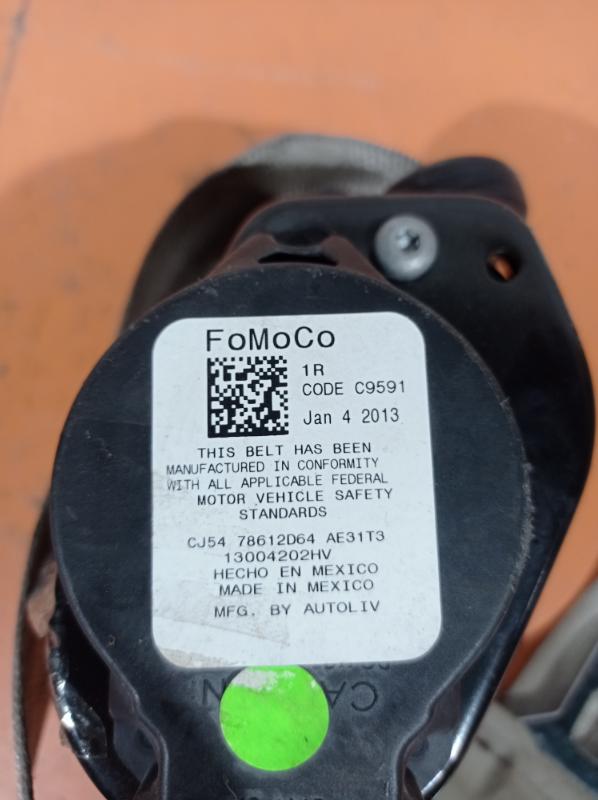 FoMoCo
1R
CODE C9591
Jan 4 2013
THIS BELT HAS BEEN
MANUFACTURED IN CONFORMITY
WITH ALL APPLICABLE FEDERAL
MOTOR VEHICLE SAFETY
STANDARDS
CJ54 78612D64 AE31T3
13004202HV
HECHO EN MEXICO
MADE IN MEXICO
MFG. BY AUTOLIV